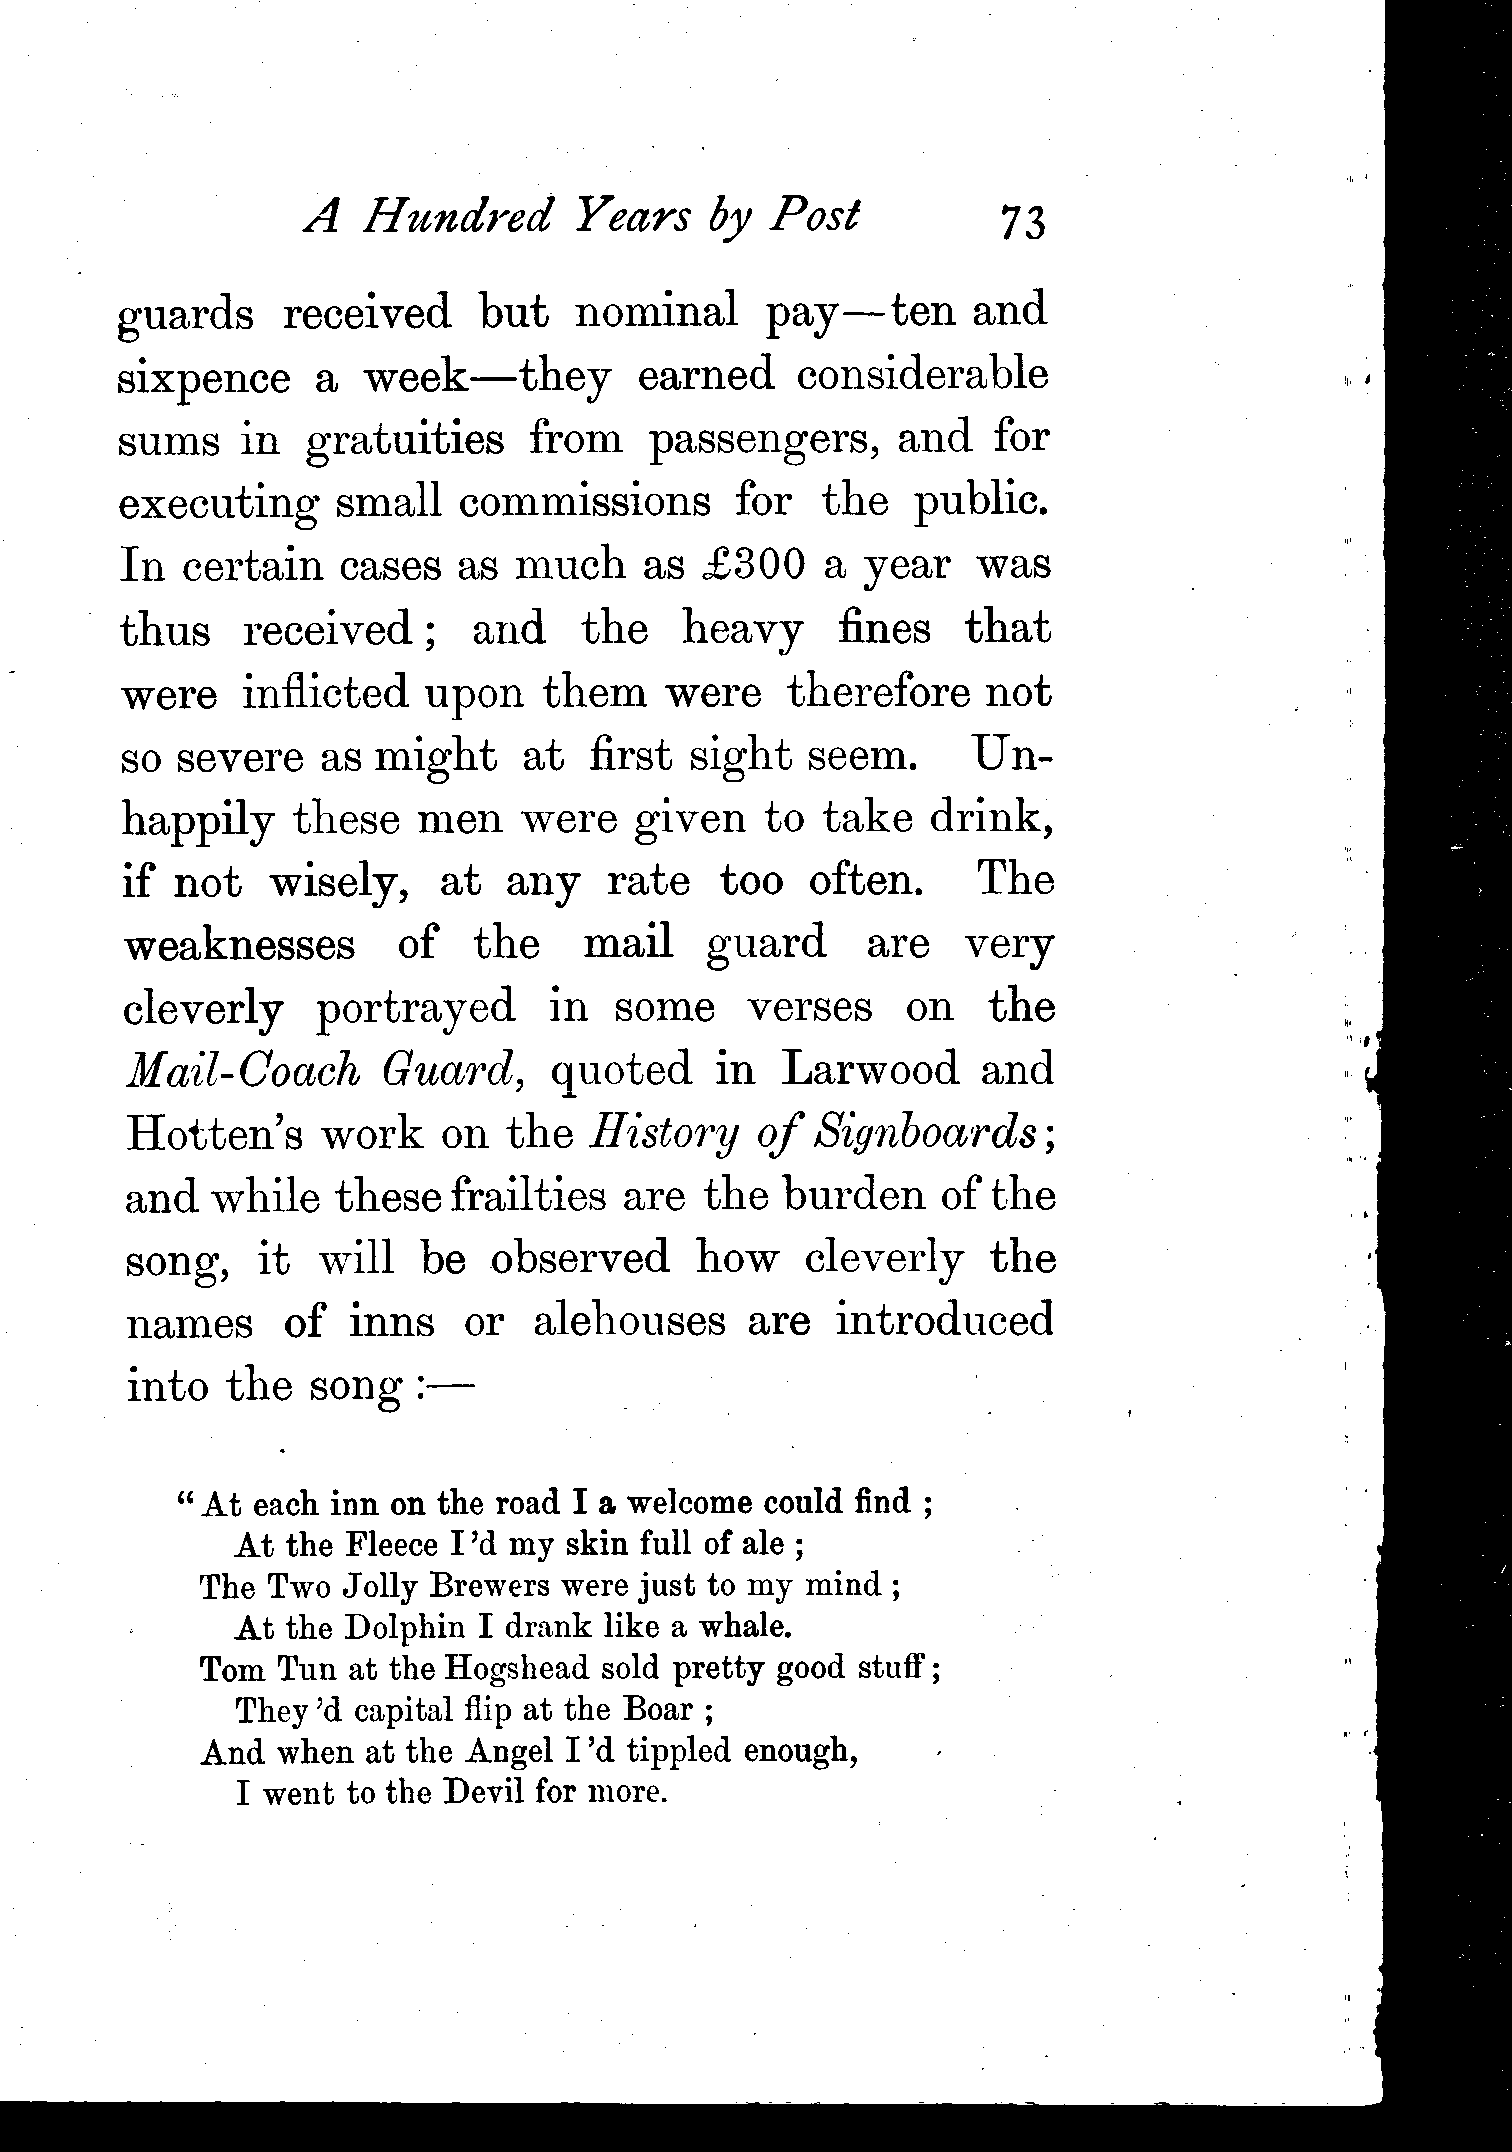 A Hundred Years by Post 73
guards received but nominal pay—ten and
sixpence a week—they earned considerable
sums in gratuities from passengers, and for
executing small commissions for the public.
In certain cases as much as £300 a year was
thus received; and the heavy fines that
were inflicted upon them were therefore not
so severe as might at first sight seem. Un-
happily these men were given to take drink,
if not wisely, at any rate too often. The
weaknesses of the mail guard are very
cleverly portrayed in some verses on the
Mail-Coach Guard, quoted in Larwood and
Hotten's work on the History of Signboards;
and while these frailties are the burden of the
song, it will be observed how cleverly the
names of inns or alehouses are introduced
into the song :—
“At each inn on the road I a welcome could find ;
At the Fleece I'd my skin full of ale ;
The Two Jolly Brewers were just to my mind ;
At the Dolphin I drank like a whale.
Tom Tun at the Hogshead sold pretty good stuff;
They'd capital flip at the Boar ;
And when at the Angel I'd tippled enough,
I went to the Devil for more.